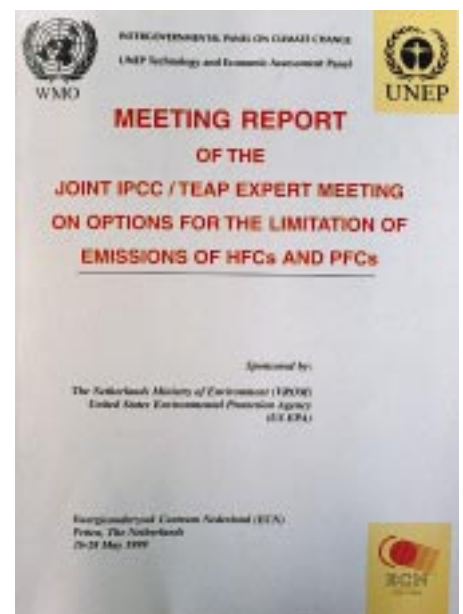 INTERGOVERNMENTAL PANEL ON CLIMATE CHANGE
UNEP Technology and Economic Assessment Panel
WMO
UNEP
MEETING REPORT
OF THE
JOINT IPCC / TEAP EXPERT MEETING
ON OPTIONS FOR THE LIMITATION OF
EMISSIONS OF HFCs AND PFCs
Sponsored by:
The Netherlands Ministry of Environment (VROM)
United States Environmental Protection Agency
(US EPA)
Energieonderzoek Centrum Nederland (ECN)
Petten, The Netherlands
May 1999
ECN